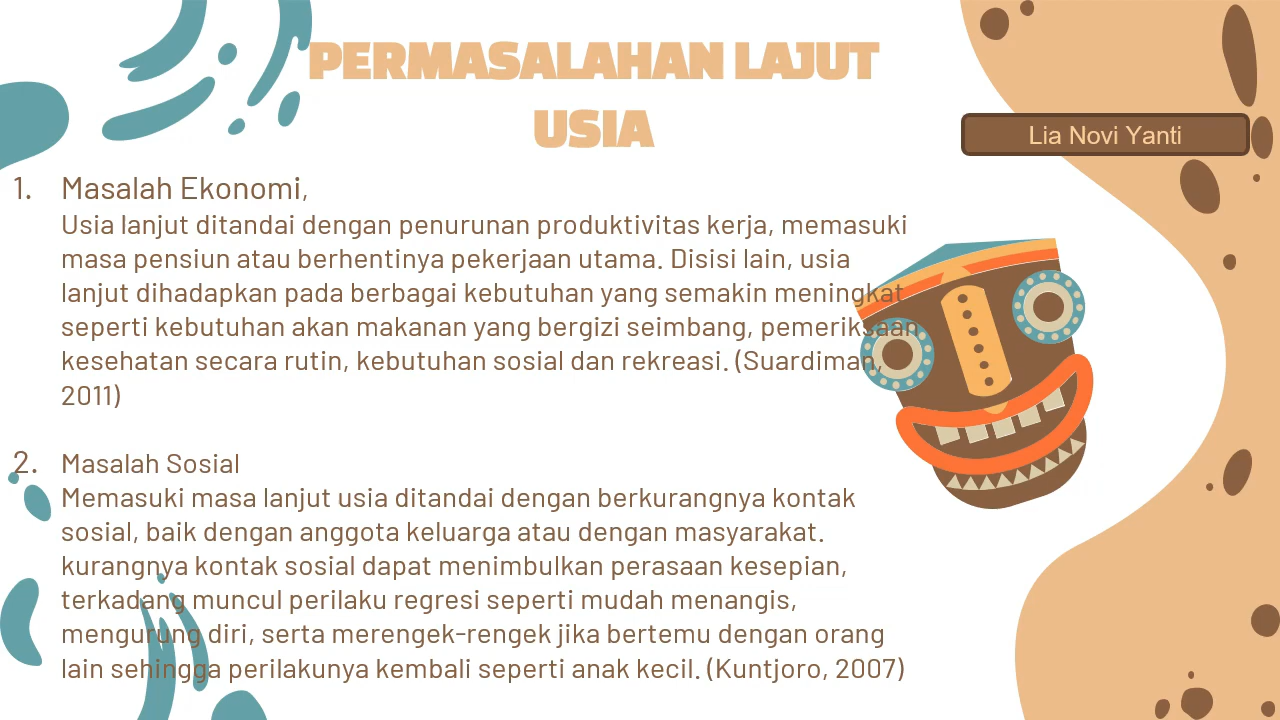 PERMASALAHAN LAJUT
USIA
Lia Novi Yanti
1. Masalah Ekonomi,
Usia lanjut ditandai dengan penurunan produktivitas kerja, memasuki
masa pensiun atau berhentinya pekerjaan utama. Disisi lain, usia
lanjut dihadapkan pada berbagai kebutuhan yang semakin meningkat
seperti kebutuhan akan makanan yang bergizi seimbang, pemeriksaan
kesehatan secara rutin, kebutuhan sosial dan rekreasi. (Suardiman,
2011)
2. Masalah Sosial
Memasuki masa lanjut usia ditandai dengan berkurangnya kontak
sosial, baik dengan anggota keluarga atau dengan masyarakat.
kurangnya kontak sosial dapat menimbulkan perasaan kesepian,
terkadang muncul perilaku regresi seperti mudah menangis,
mengurung diri, serta merengek-rengek jika bertemu dengan orang
lain sehingga perilakunya kembali seperti anak kecil. (Kuntjoro, 2007)